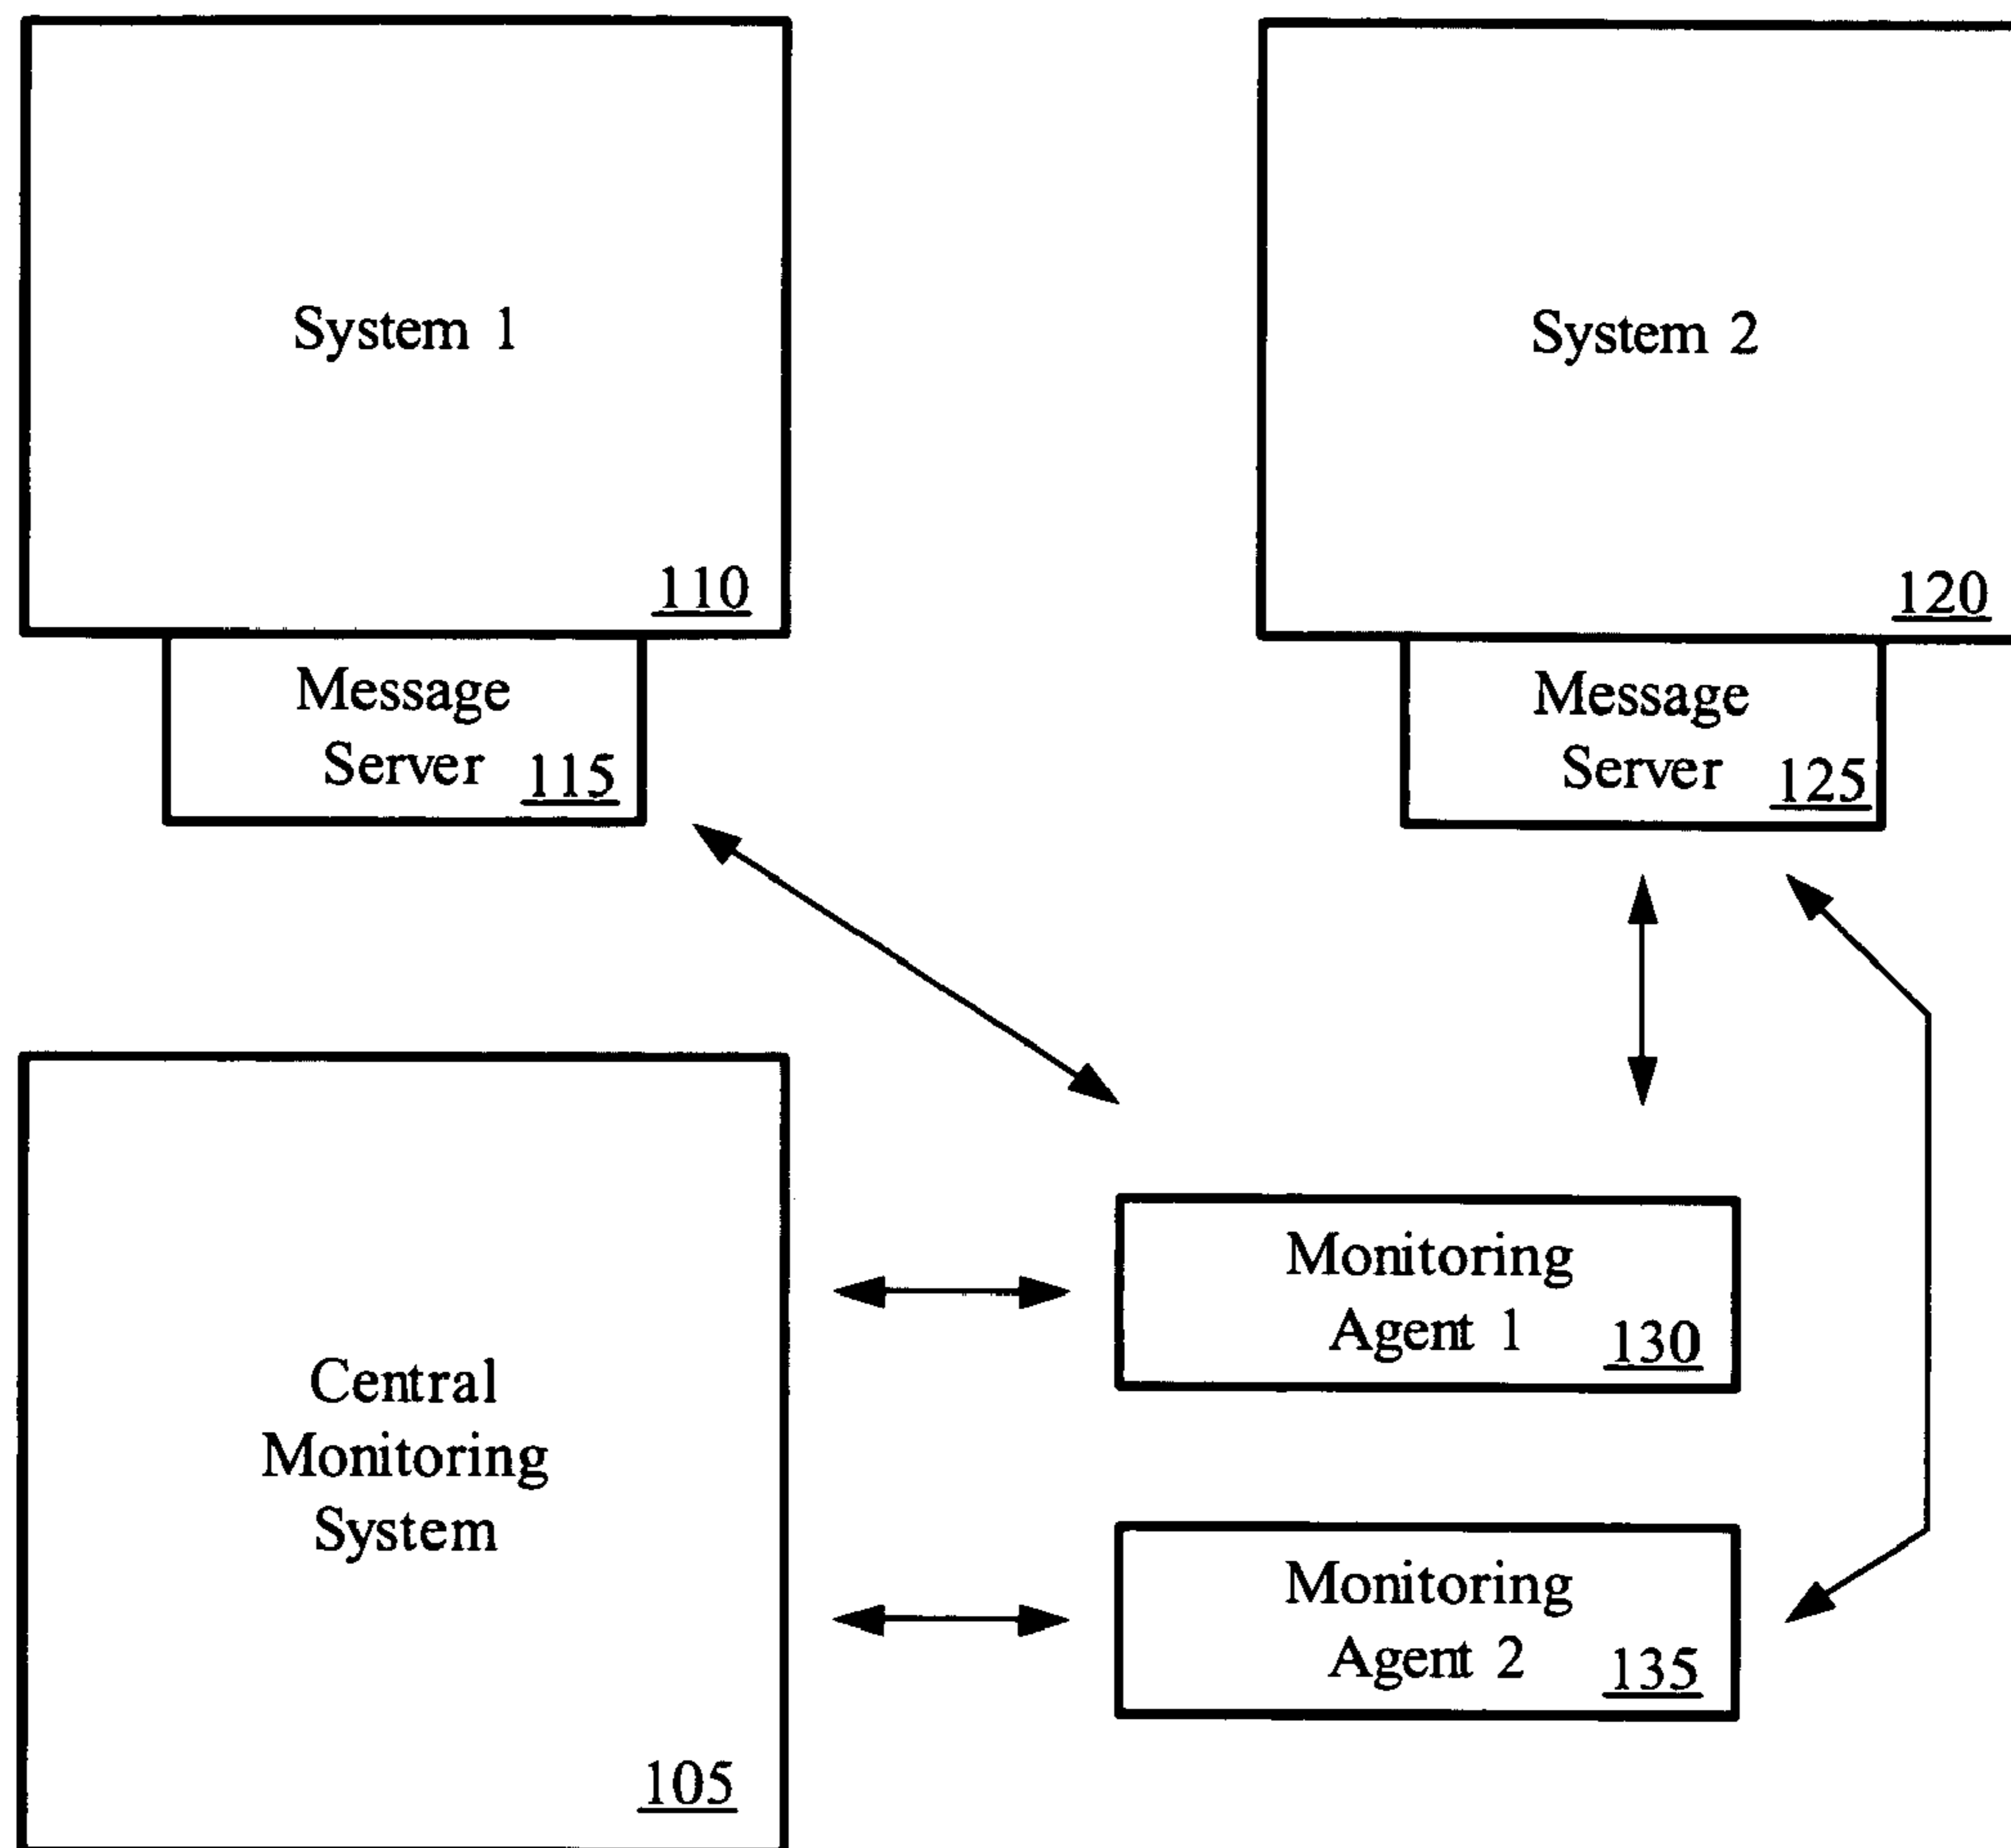 System 1
110
Message
Server 115
System 2
120
Message
Server 125
Central
Monitoring
System
105
Monitoring
Agent 1 130
Monitoring
Agent 2 135